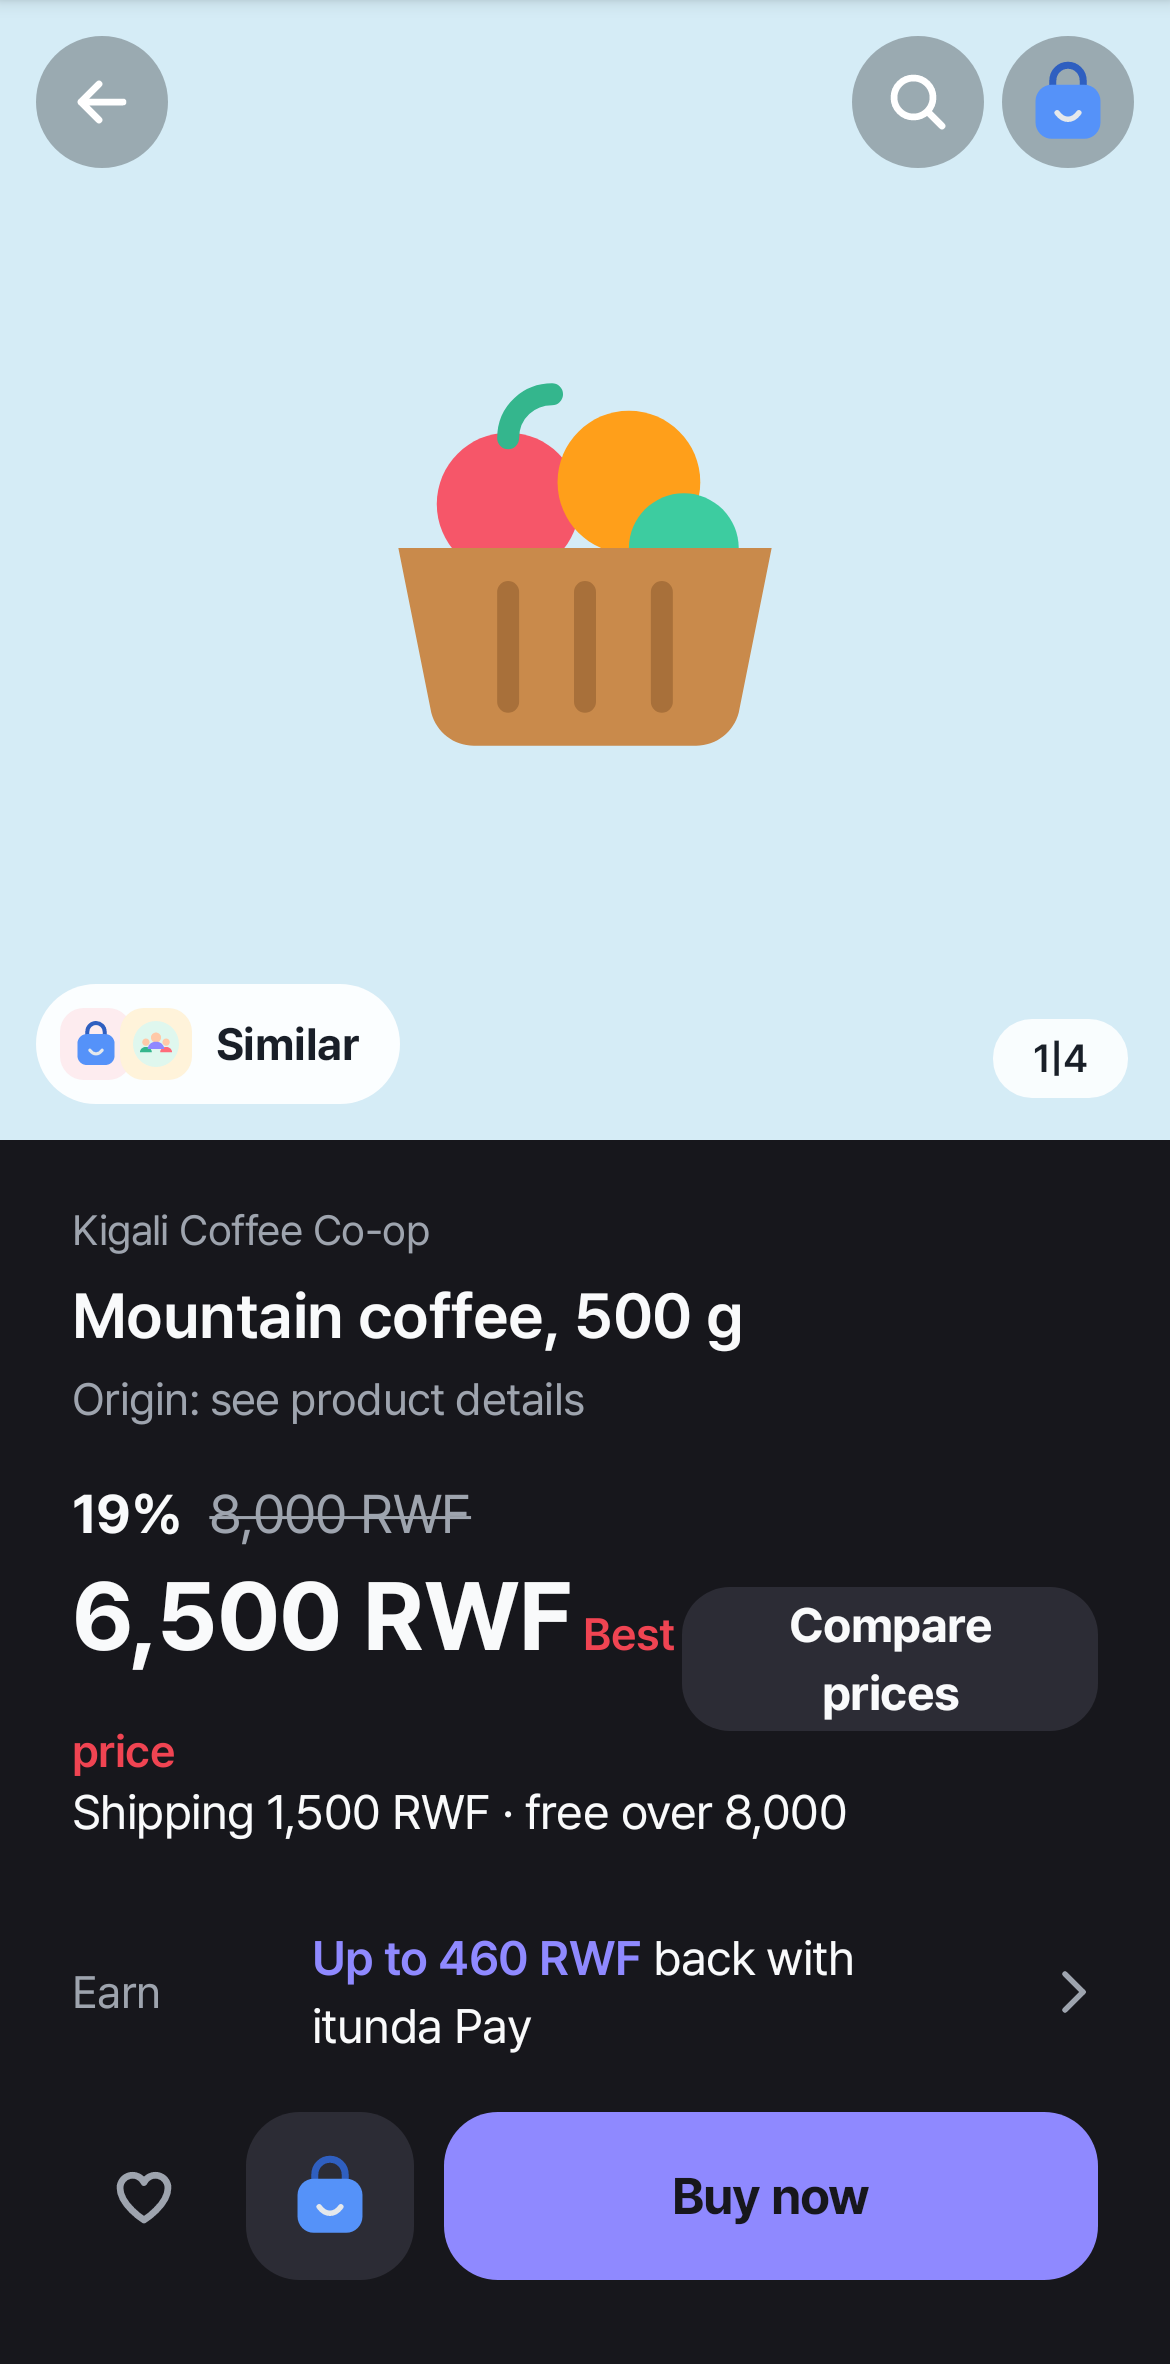 Similar
1|4
Kigali Coffee Co-op
Mountain coffee, 500 g
Origin: see product details
19% 8,000 RWF
6,500 RWF Best
price
Compare
prices
Shipping 1,500 RWF · free over 8,000
Earn
Up to 460 RWF back with
itunda Pay
Buy now